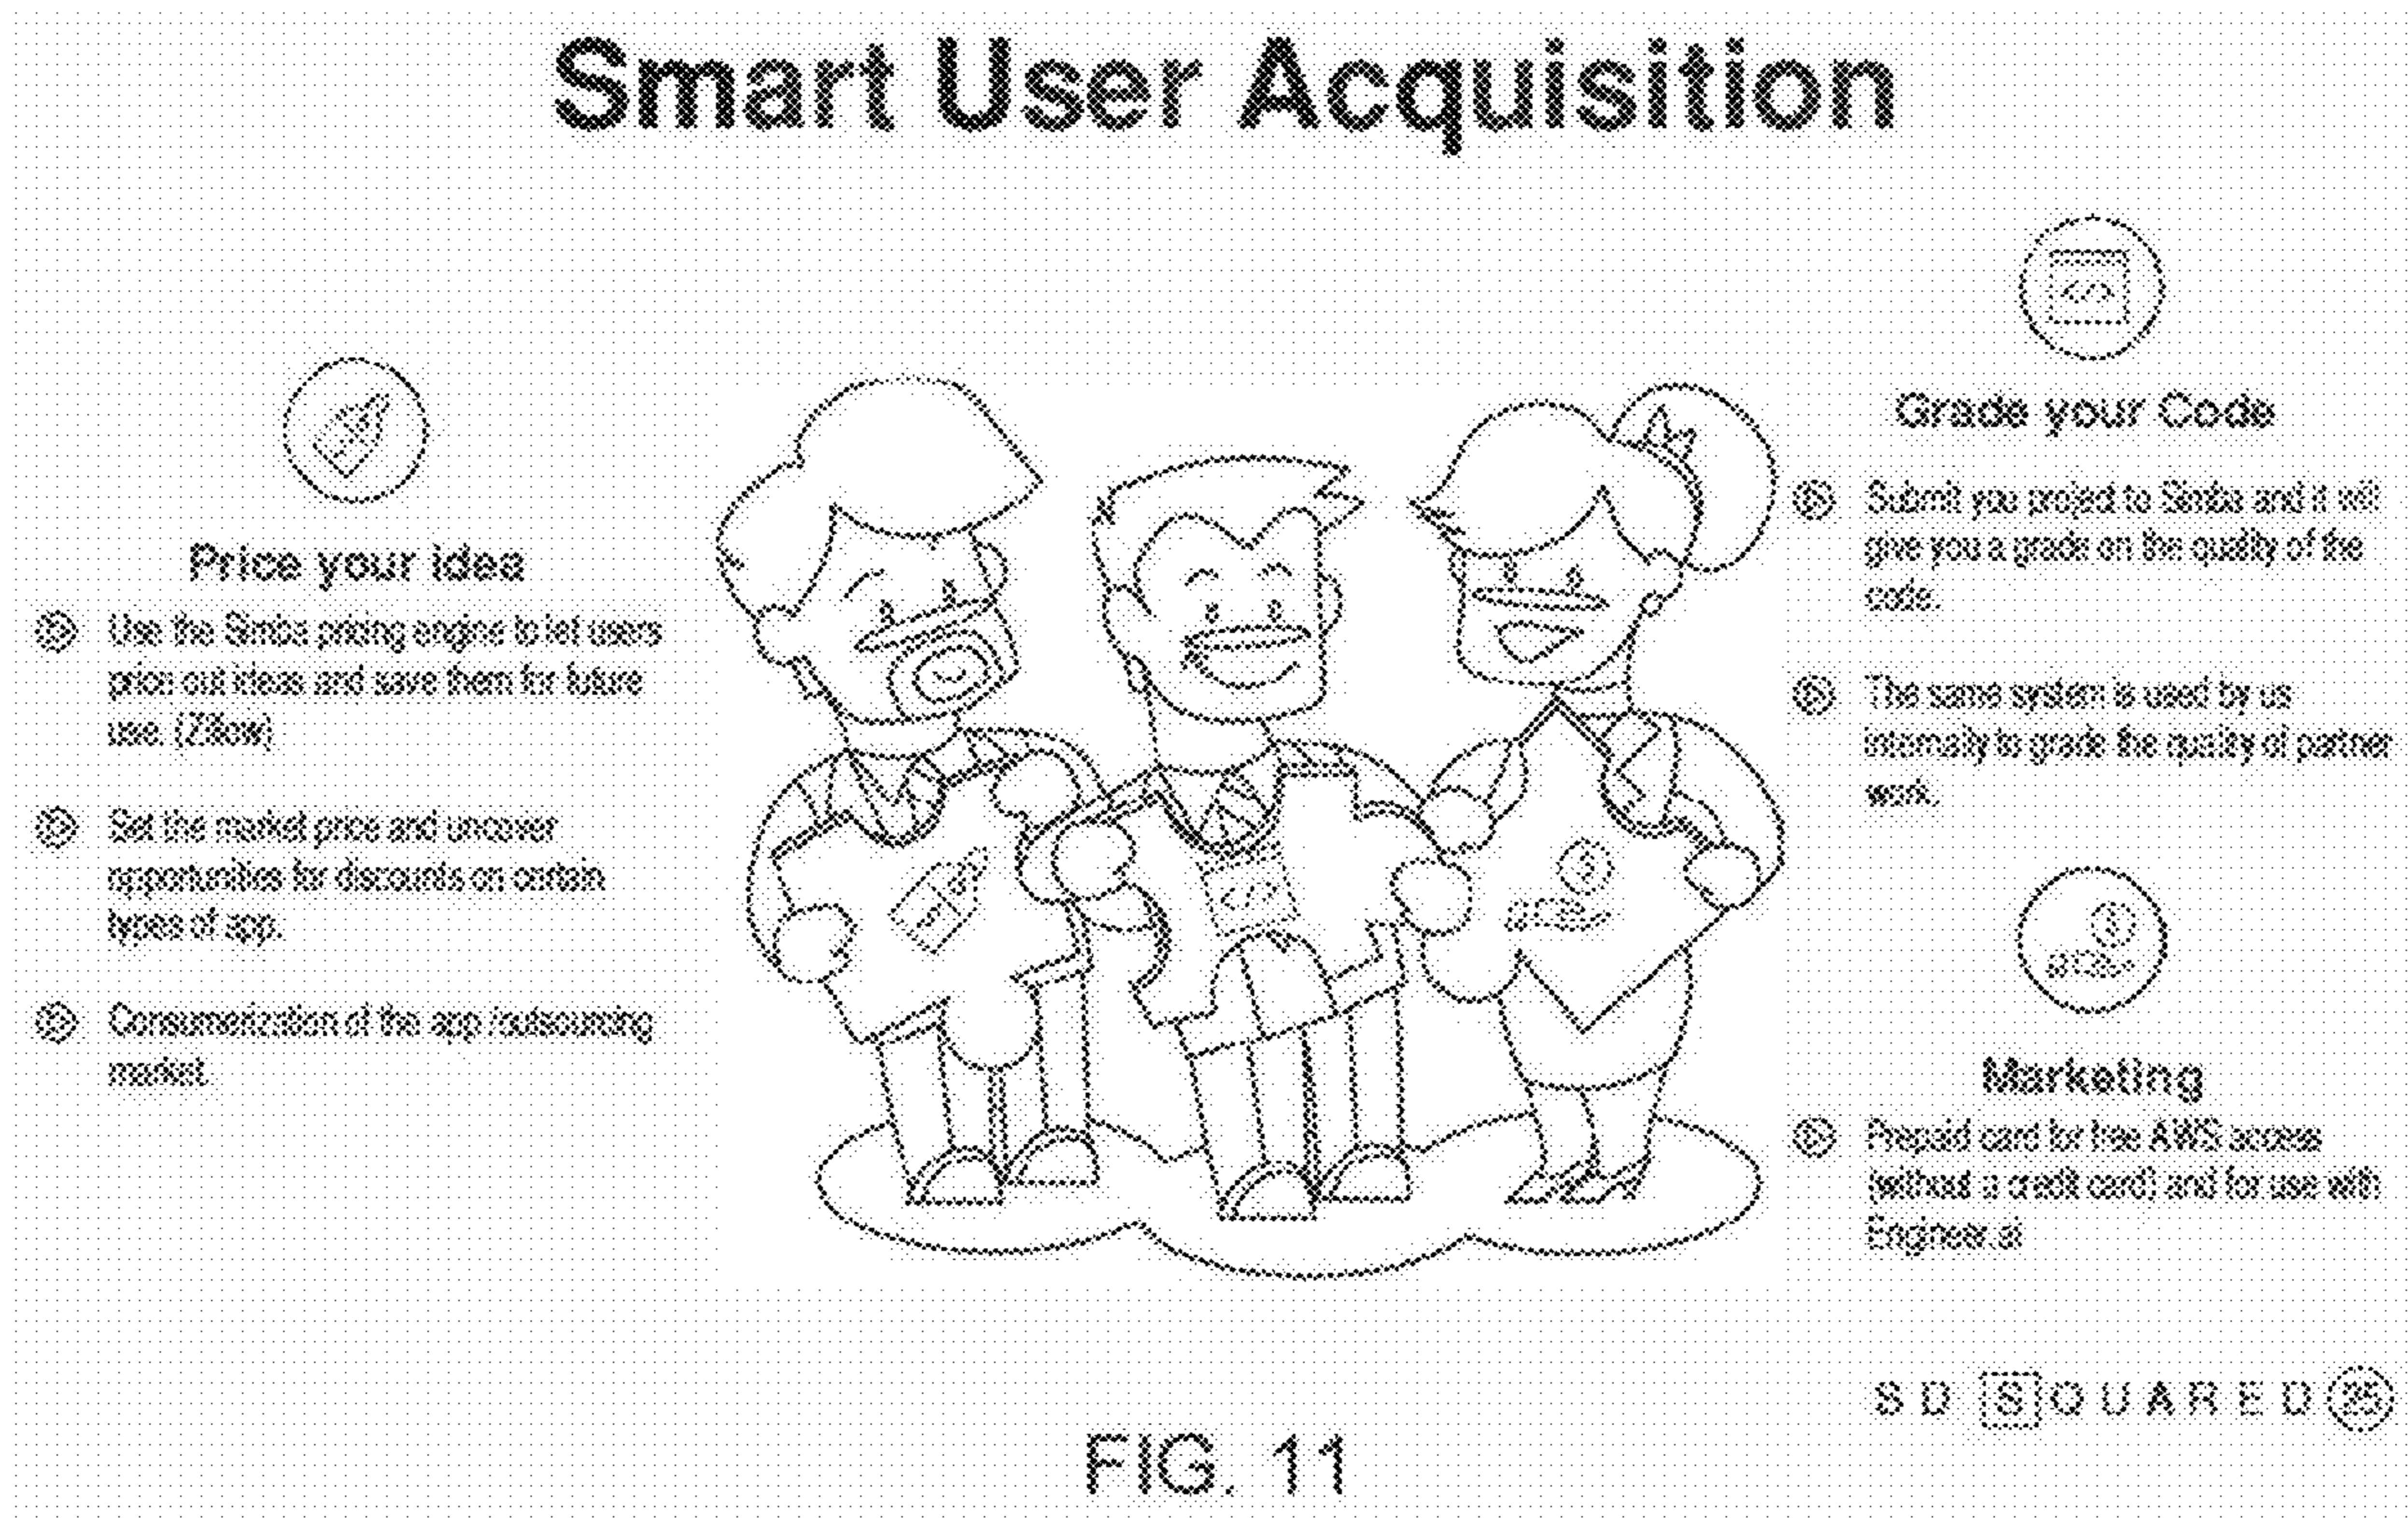 Smart User Acquisition
Price your idea
Use the Simba pricing engine to let users
price out ideas and save them for future
use. (Zillow)
Set the market price and uncover
opportunities for discounts on certain
types of app.
Consumerization of the app /outsourcing
market.
Grade your Code
</>
Submit you project to Simba and it will
give you a grade on the quality of the
code.
The same system is used by us
internally to grade the quality of partner
work.
Marketing
Prepaid card for free AWS access
(without a credit card) and for use with
Engineer.ai
SD SQUARED
FIG. 11